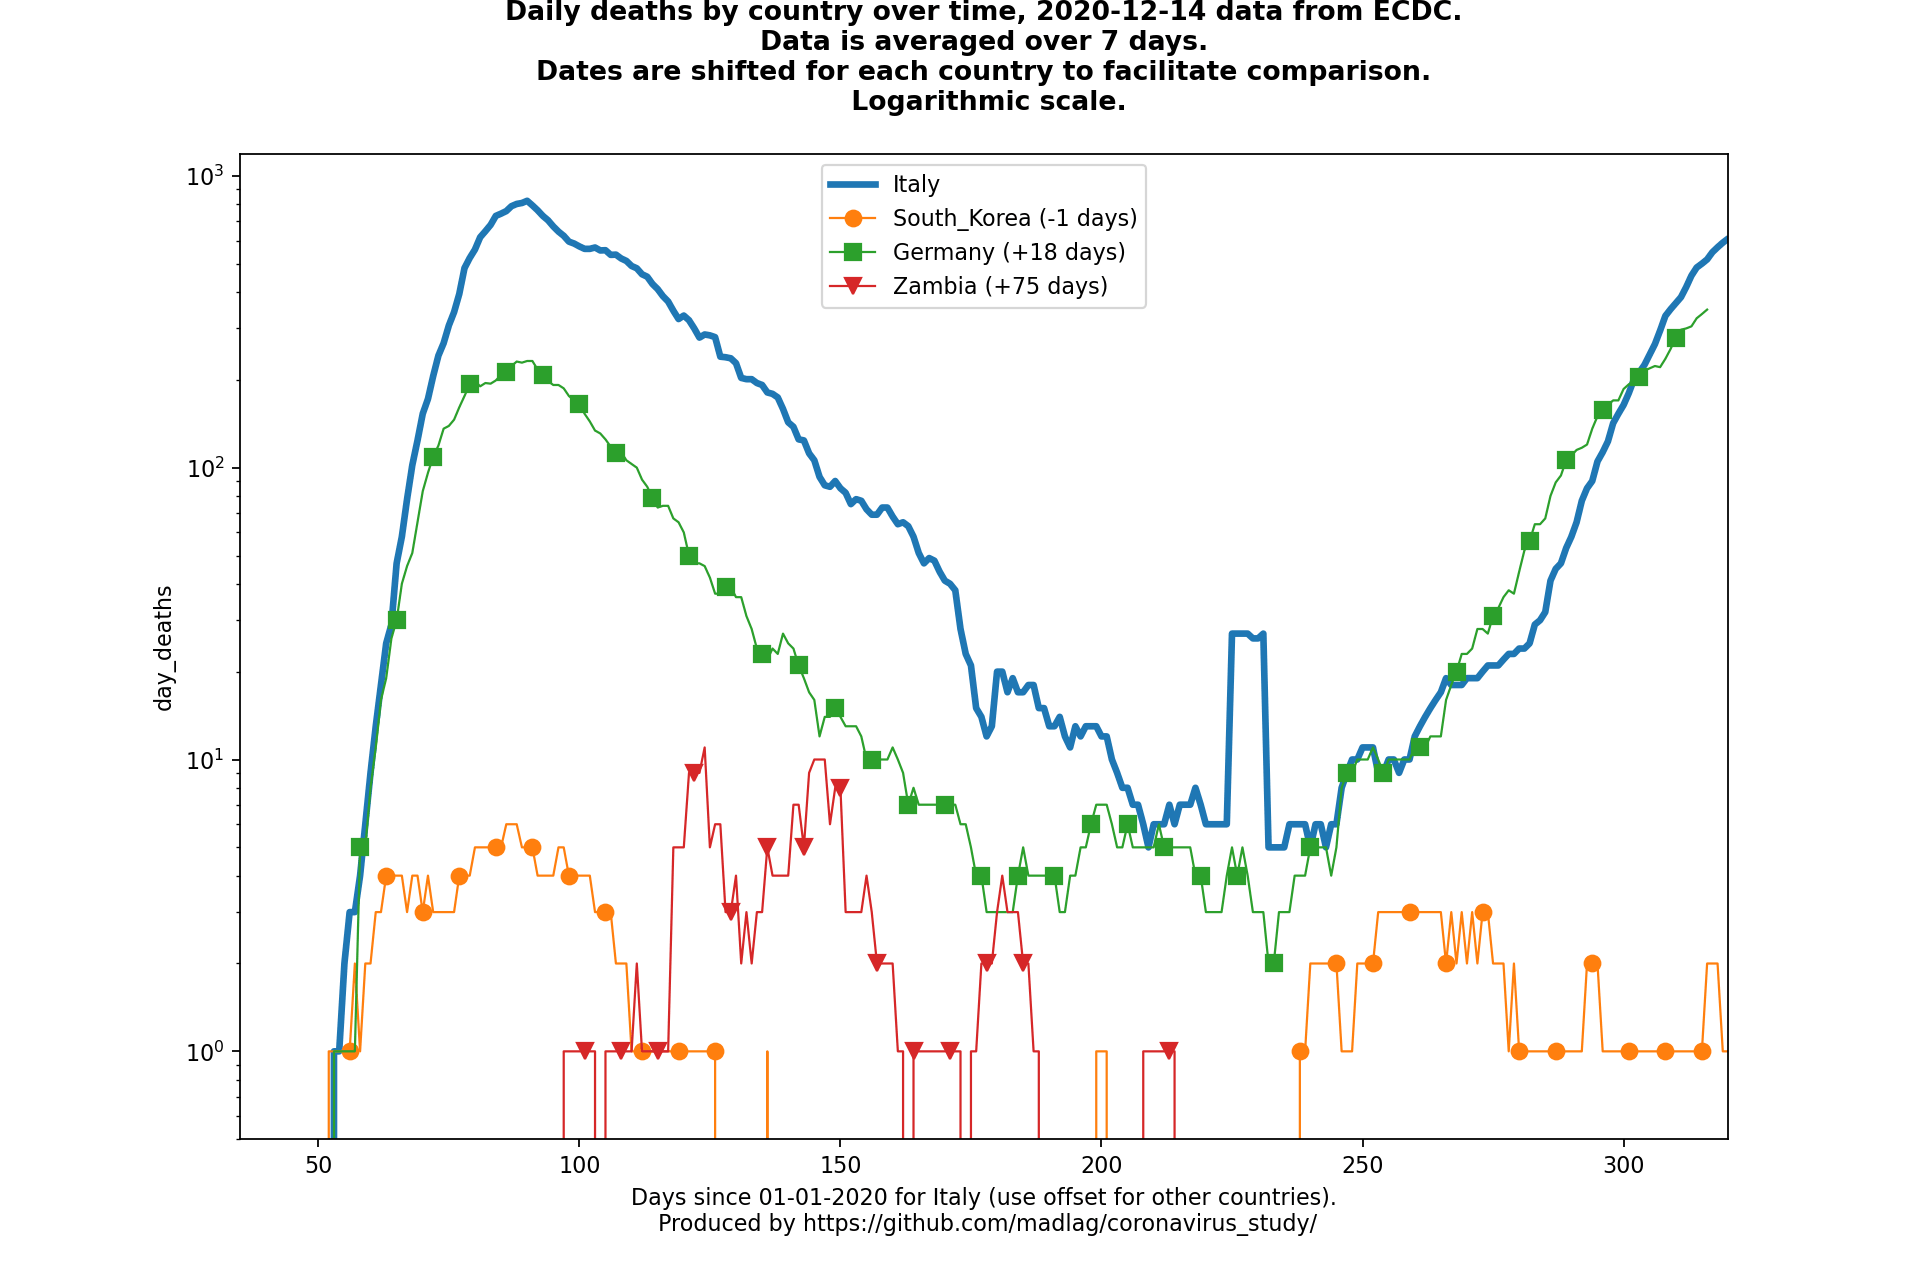 Daily deaths by country over time, 2020-12-14 data from ECDC.
Data is averaged over 7 days.
Dates are shifted for each country to facilitate comparison.
Logarithmic scale.
10³
Italy
South_Korea (-1 days)
Germany (+18 days)
Zambia (+75 days)
10²
day_deaths
10¹
10⁰
50 100 150 200 250 300
Days since 01-01-2020 for Italy (use offset for other countries).
Produced by https://github.com/madlag/coronavirus_study/